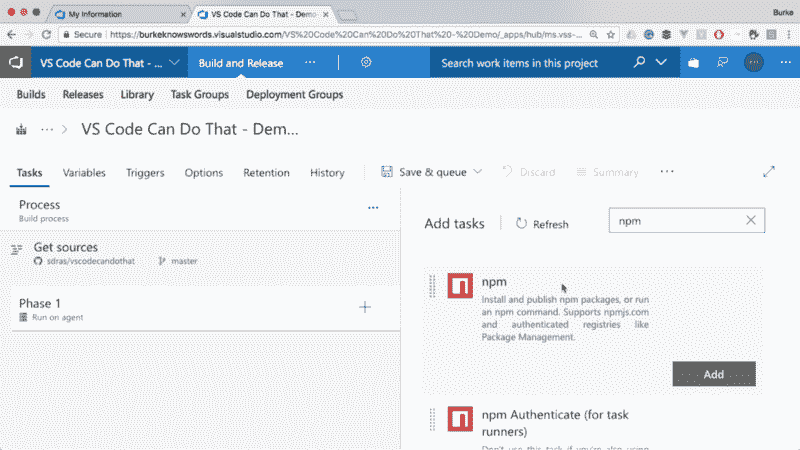 My Information
VS Code Can Do That - Demo
Burke
Secure https://burkeknowswords.visualstudio.com/VS%20Code%20Can%20Do%20That%20-%20Demo/_apps/hub/ms.vss-
VS Code Can Do That - ...
Build and Release
Search work items in this project
Builds Releases Library Task Groups Deployment Groups
VS Code Can Do That - Dem...
Tasks Variables Triggers Options Retention History Save & queue Discard Summary
Process
Build process
Get sources
sdras/vscodecandothat master
Phase 1
Run on agent
Add tasks Refresh npm
npm
Install and publish npm packages, or run
an npm command. Supports npmjs.com
and authenticated registries like
Package Management.
Add
npm Authenticate (for task
runners)
Don't use this task if you're also using